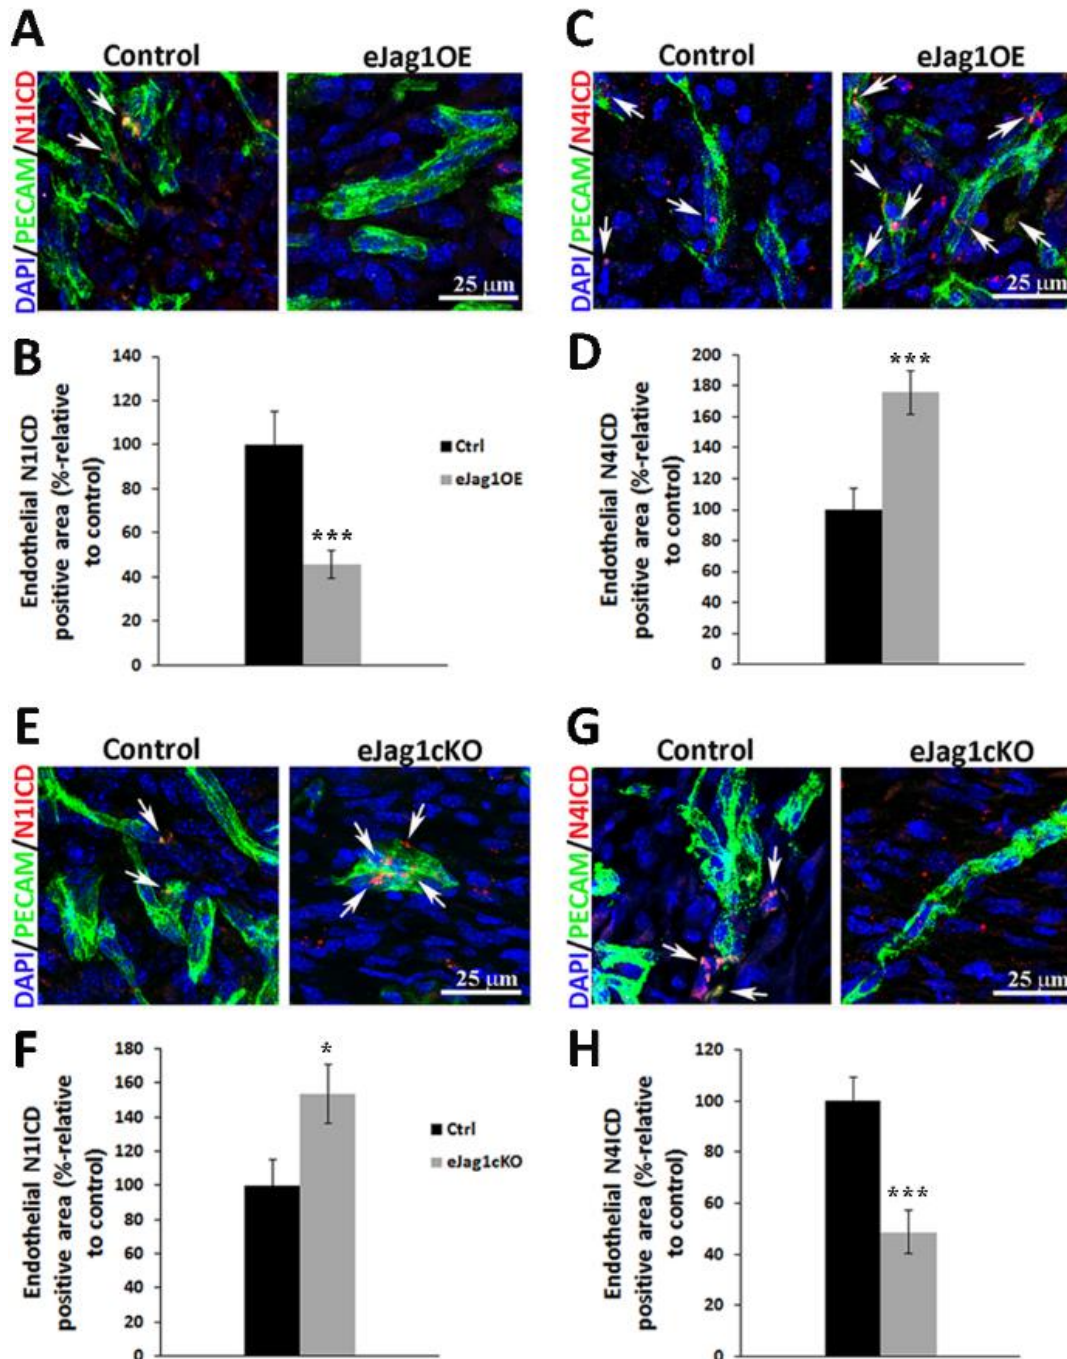 A
Control
eJag1OE
DAPI/PECAM/N1ICD
25 μm
C
Control
eJag1OE
DAPI/PECAM/N4ICD
25 μm
B
Endothelial N1ICD
positive area (%-relative
to control)
140
120
100
80
60
40
20
0
***
Ctrl
eJag1OE
D
Endothelial N4ICD
positive area (%-relative
to control)
200
180
160
140
120
100
80
60
40
20
0
***
E
Control
eJag1cKO
DAPI/PECAM/N1ICD
25 μm
G
Control
eJag1cKO
DAPI/PECAM/N4ICD
25 μm
F
Endothelial N1ICD
positive area (%-relative
to control)
180
160
140
120
100
80
60
40
20
0
*
Ctrl
eJag1cKO
H
Endothelial N4ICD
positive area (%-relative
to control)
120
100
80
60
40
20
0
***